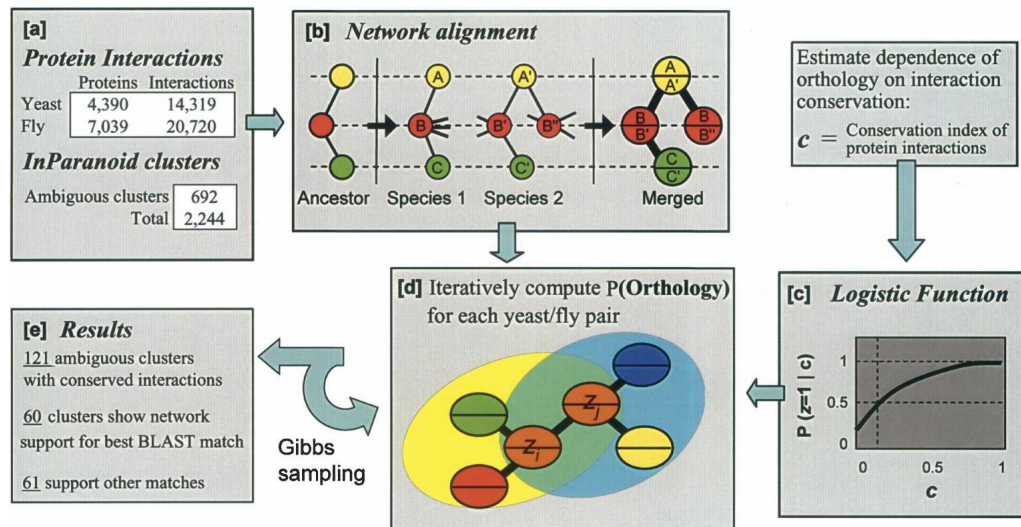 [a]
Protein Interactions
Proteins Interactions
Yeast 4,390 14,319
Fly 7,039 20,720
InParanoid clusters
Ambiguous clusters 692
Total 2,244
[b] Network alignment
A A' A
A'
B B' B'' B B
B' B''
C C' C
C'
Ancestor Species 1 Species 2 Merged
Estimate dependence of
orthology on interaction
conservation:
c = Conservation index of
protein interactions
[c] Logistic Function
P (z=1 | c)
1
0.5
0
0 0.5 1
c
[d] Iteratively compute P(Orthology)
for each yeast/fly pair
Zj
Zi
Gibbs
sampling
[e] Results
121 ambiguous clusters
with conserved interactions
60 clusters show network
support for best BLAST match
61 support other matches